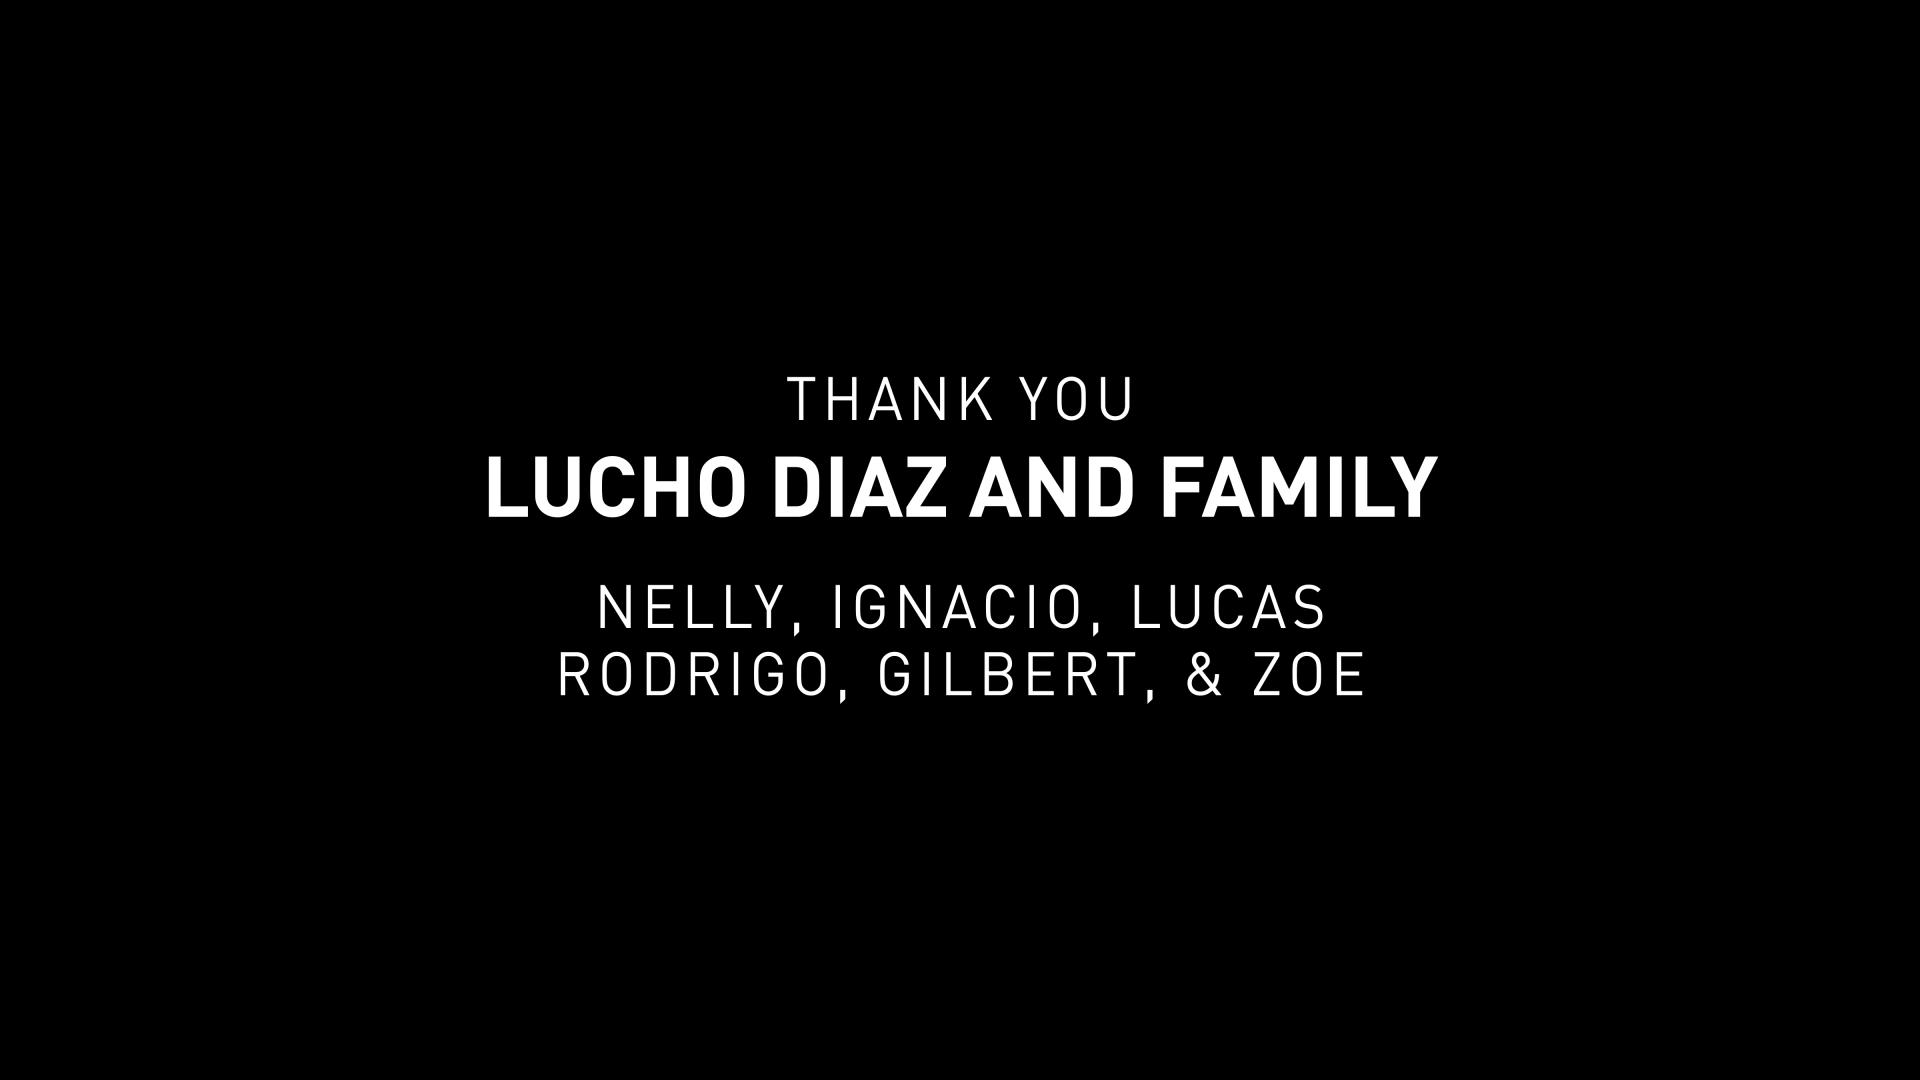 THANK YOU
LUCHO DIAZ AND FAMILY
NELLY, IGNACIO, LUCAS
RODRIGO, GILBERT, & ZOE